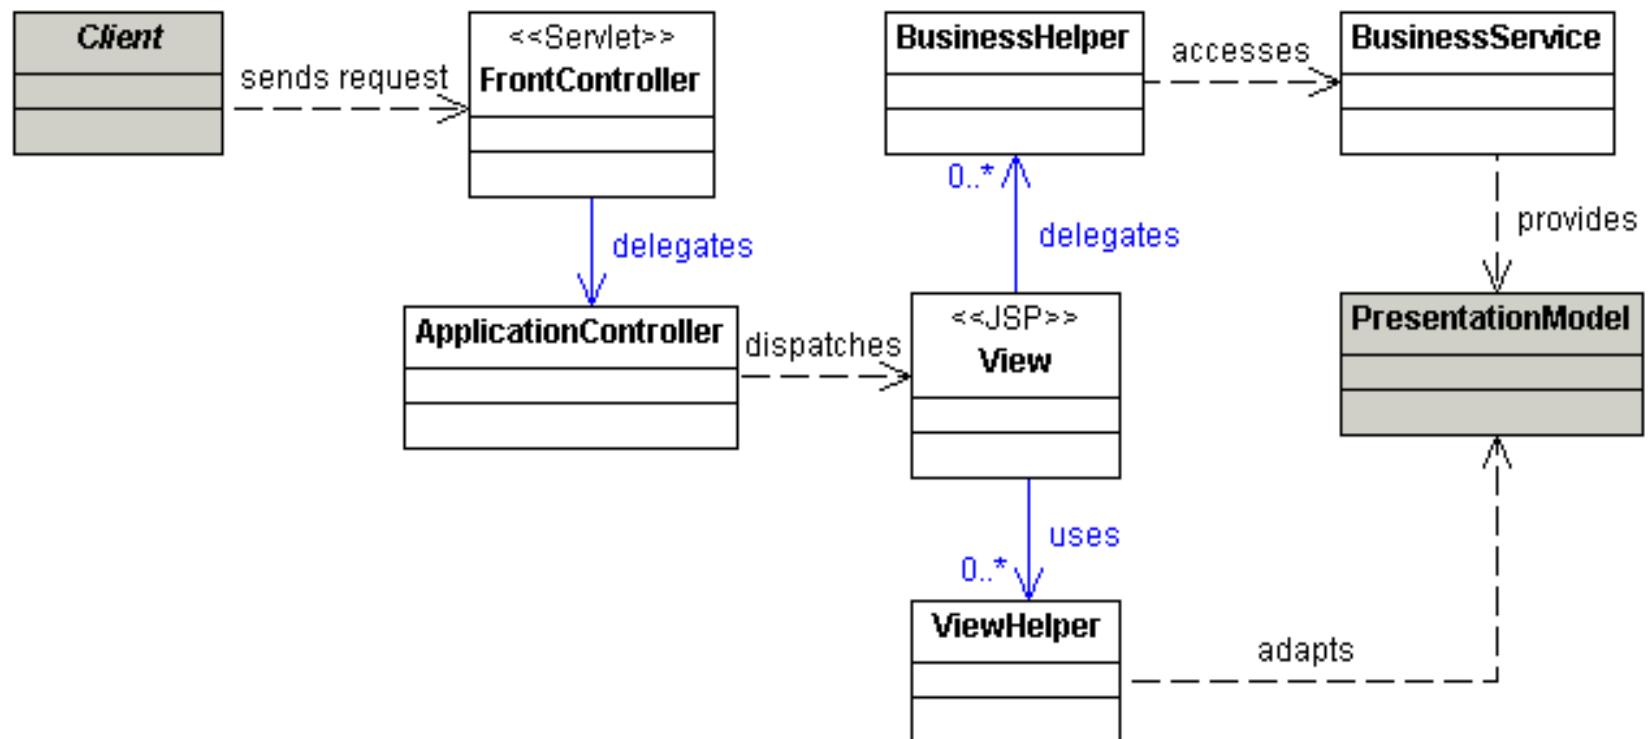 Client
sends request
<<Servlet>>
FrontController
delegates
ApplicationController
dispatches
BusinessHelper
accesses
BusinessService
0..*
delegates
provides
<<JSP>>
View
PresentationModel
uses
0..*
ViewHelper
adapts